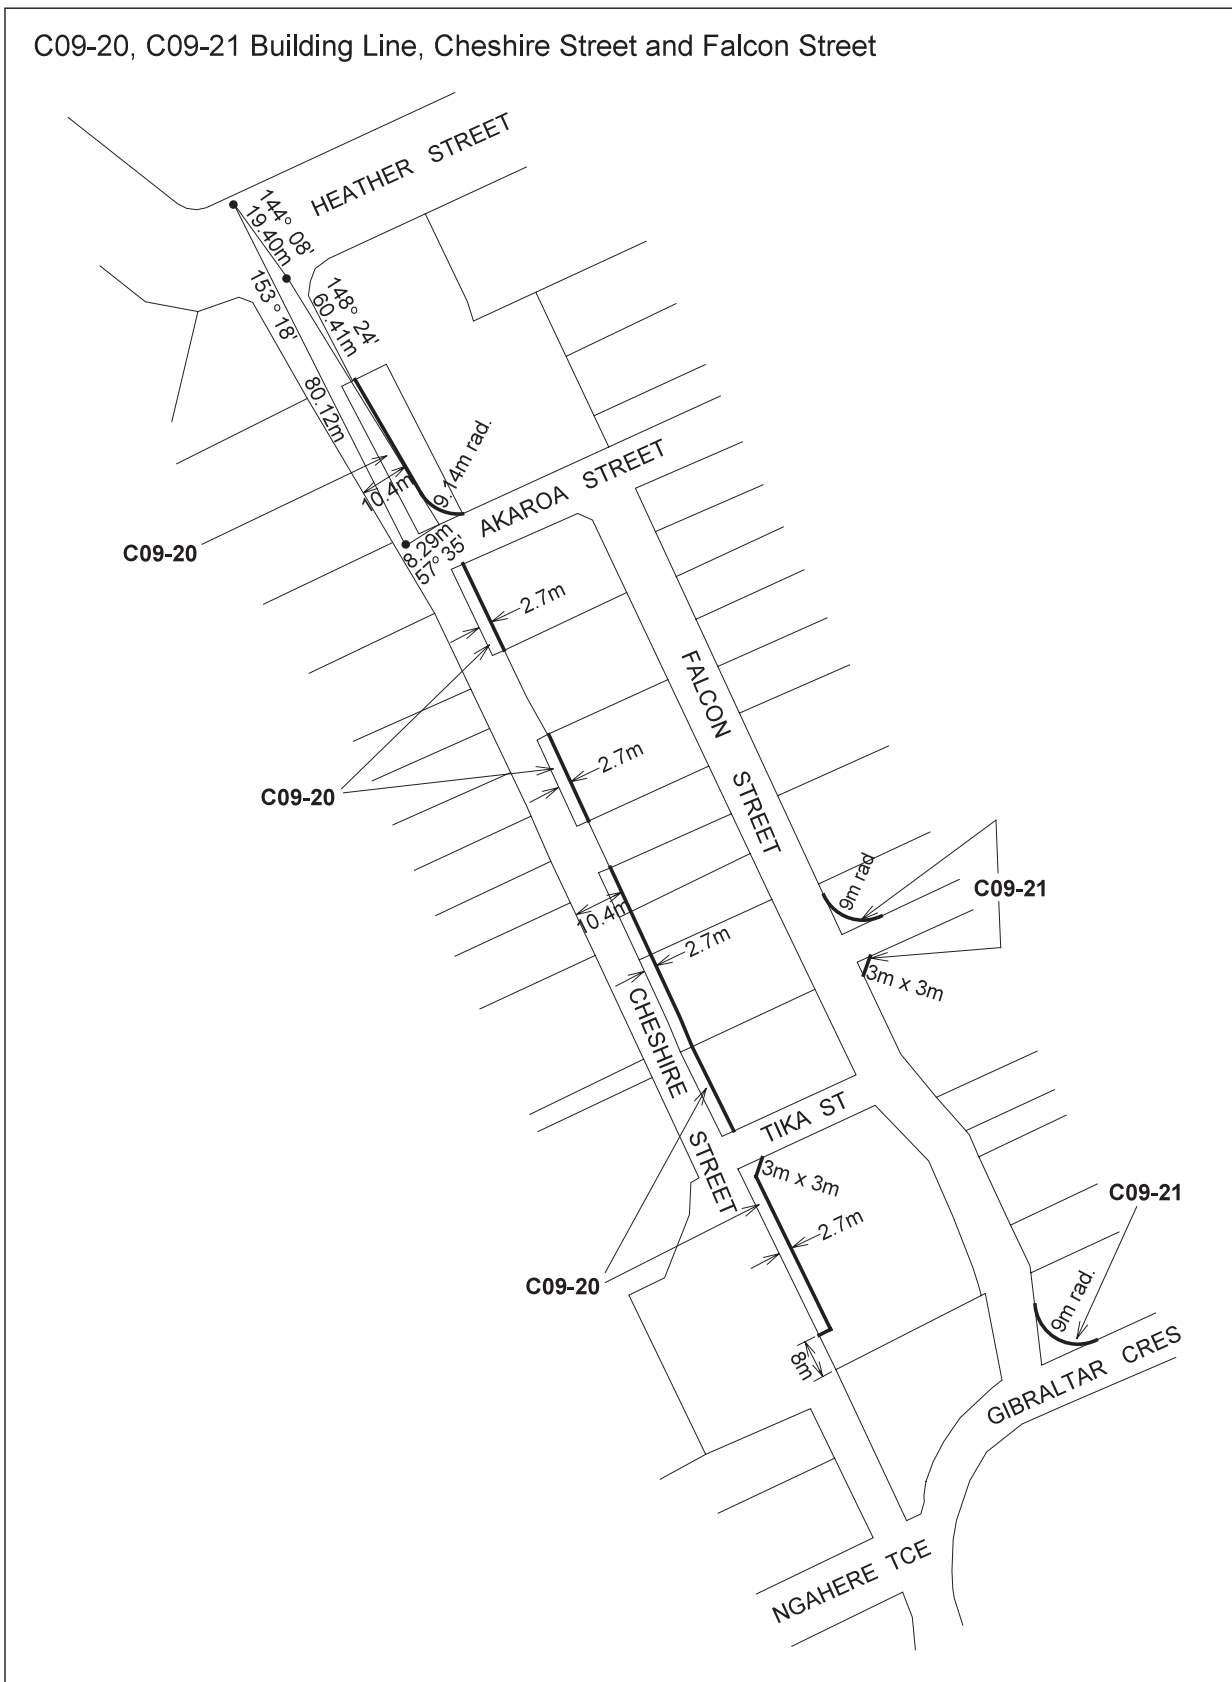 C09-20, C09-21 Building Line, Cheshire Street and Falcon Street
HEATHER STREET
144° 08'
19.40m
153° 18'
80.12m
148° 24'
60.41m
9.14m rad.
10.4m
C09-20
AKAROA STREET
8.29m
57° 35'
2.7m
FALCON STREET
2.7m
C09-20
9m rad
C09-21
10.4m
2.7m
3m x 3m
CHESHIRE STREET
TIKA ST
3m x 3m
C09-21
2.7m
C09-20
9m rad.
8m
GIBRALTAR CRES
NGAHERE TCE